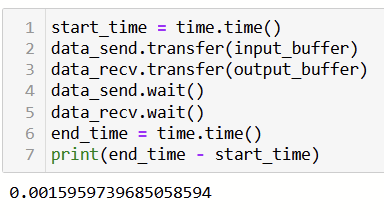 1 start_time = time.time()
2 data_send.transfer(input_buffer)
3 data_recv.transfer(output_buffer)
4 data_send.wait()
5 data_recv.wait()
6 end_time = time.time()
7 print(end_time - start_time)
0.0015959739685058594